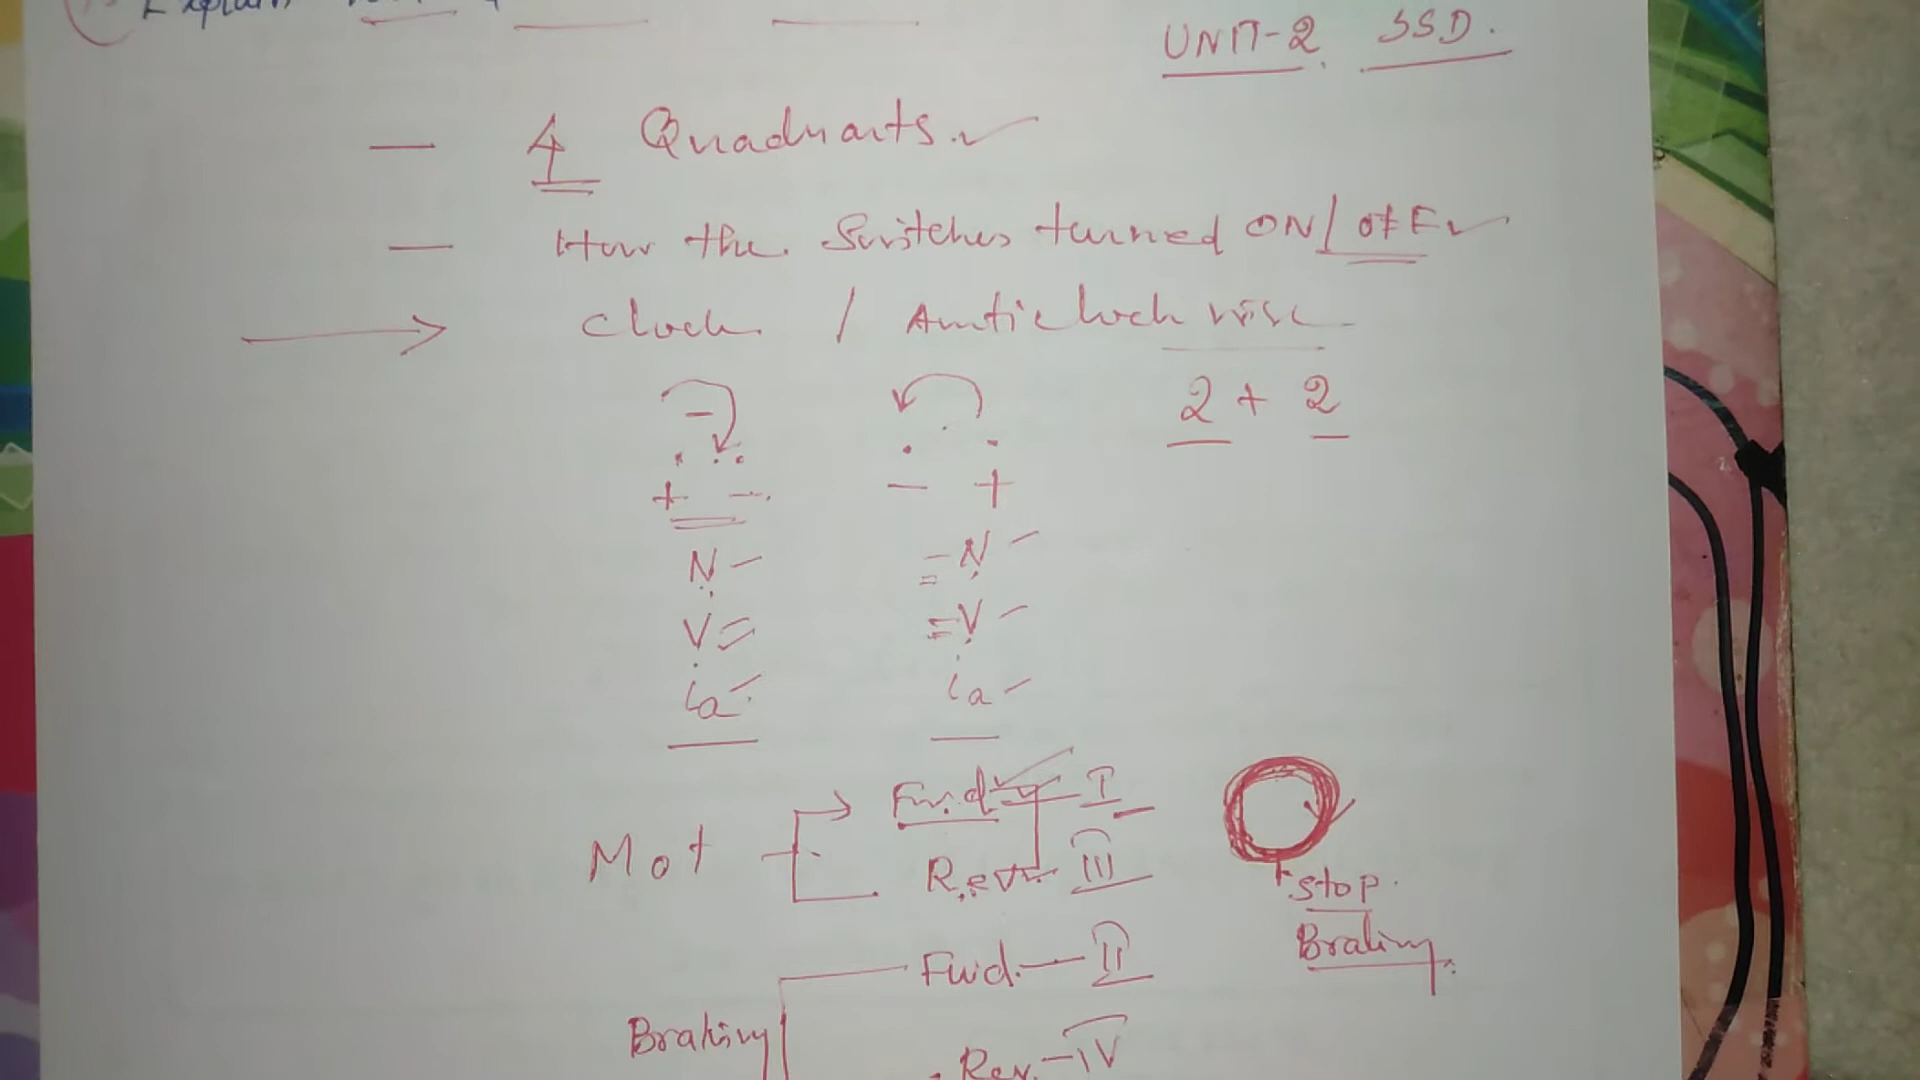 Explain
UNIT-2 SSD.
— 4 Quadrants.
— How the Switches turned ON/OFF
→ Clock / Anticlock wise
2 + 2
+ - - +
N -N
V -V
ia ia
Mot Fwd - I
Rev - III
stop.
Braking
Fwd. - II
Braking
Rev. - IV